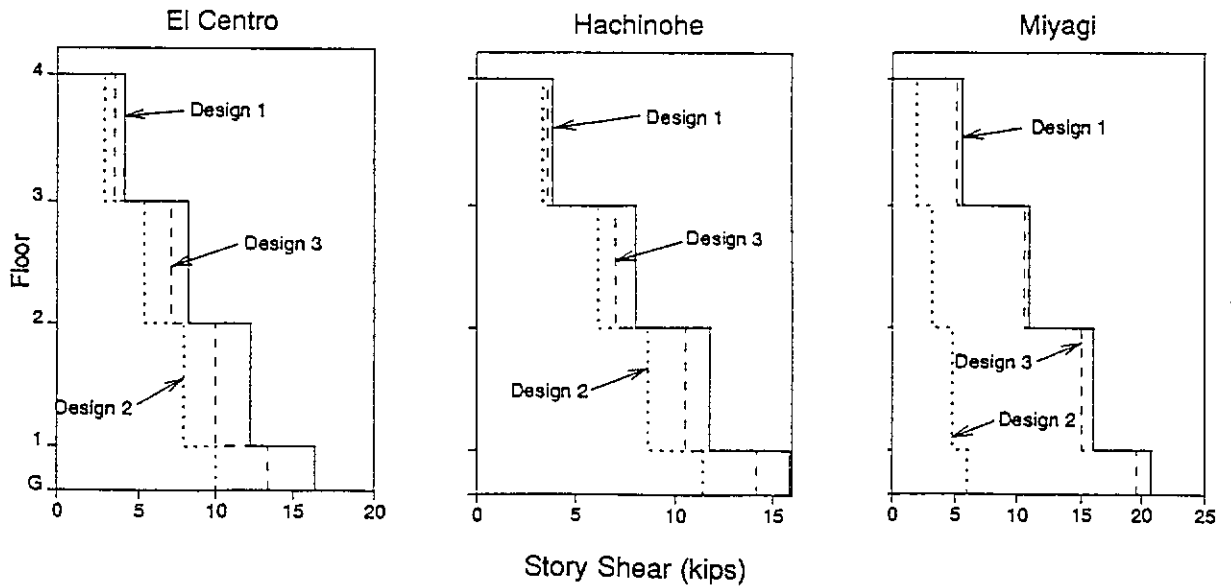 El Centro
Hachinohe
Miyagi
Floor
4
3
2
1
G
Design 1
Design 3
Design 2
0 5 10 15 20
Design 1
Design 3
Design 2
0 5 10 15
Design 1
Design 3
Design 2
0 5 10 15 20 25
Story Shear (kips)